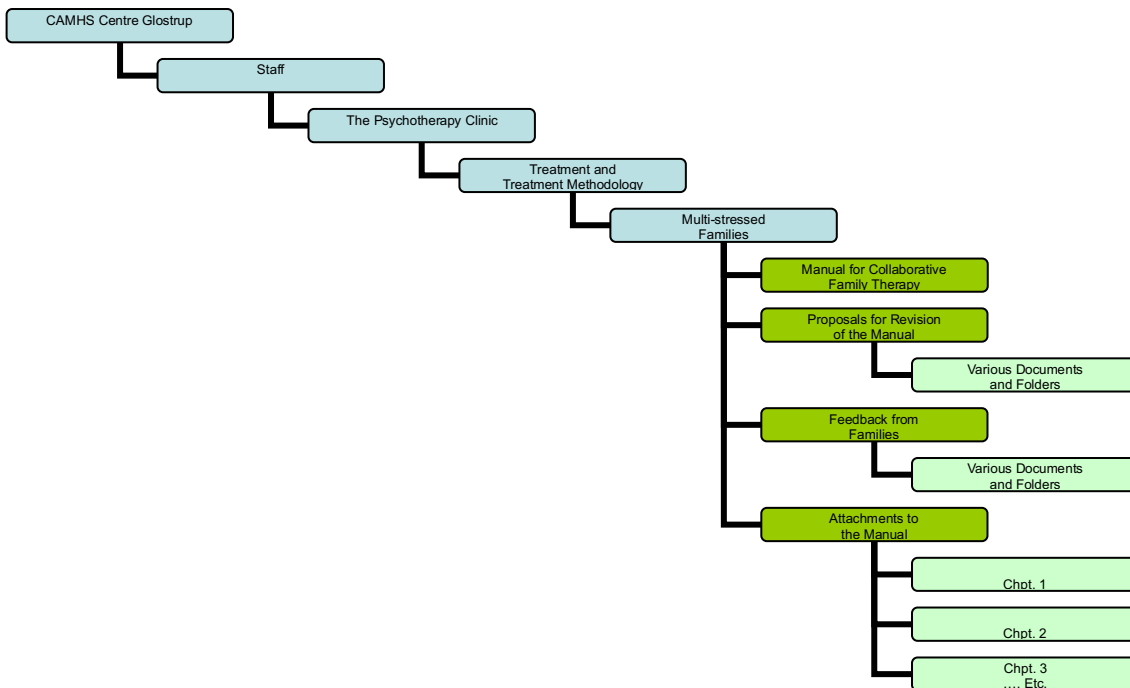 CAMHS Centre Glostrup
Staff
The Psychotherapy Clinic
Treatment and
Treatment Methodology
Multi-stressed
Families
Manual for Collaborative
Family Therapy
Proposals for Revision
of the Manual
Various Documents
and Folders
Feedback from
Families
Various Documents
and Folders
Attachments to
the Manual
Chpt. 1
Chpt. 2
Chpt. 3
.... Etc.